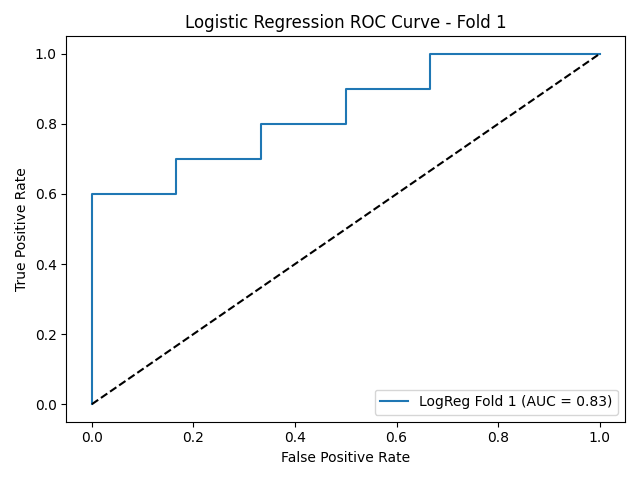 Logistic Regression ROC Curve - Fold 1
True Positive Rate
1.0
0.8
0.6
0.4
0.2
0.0
LogReg Fold 1 (AUC = 0.83)
0.0 0.2 0.4 0.6 0.8 1.0
False Positive Rate